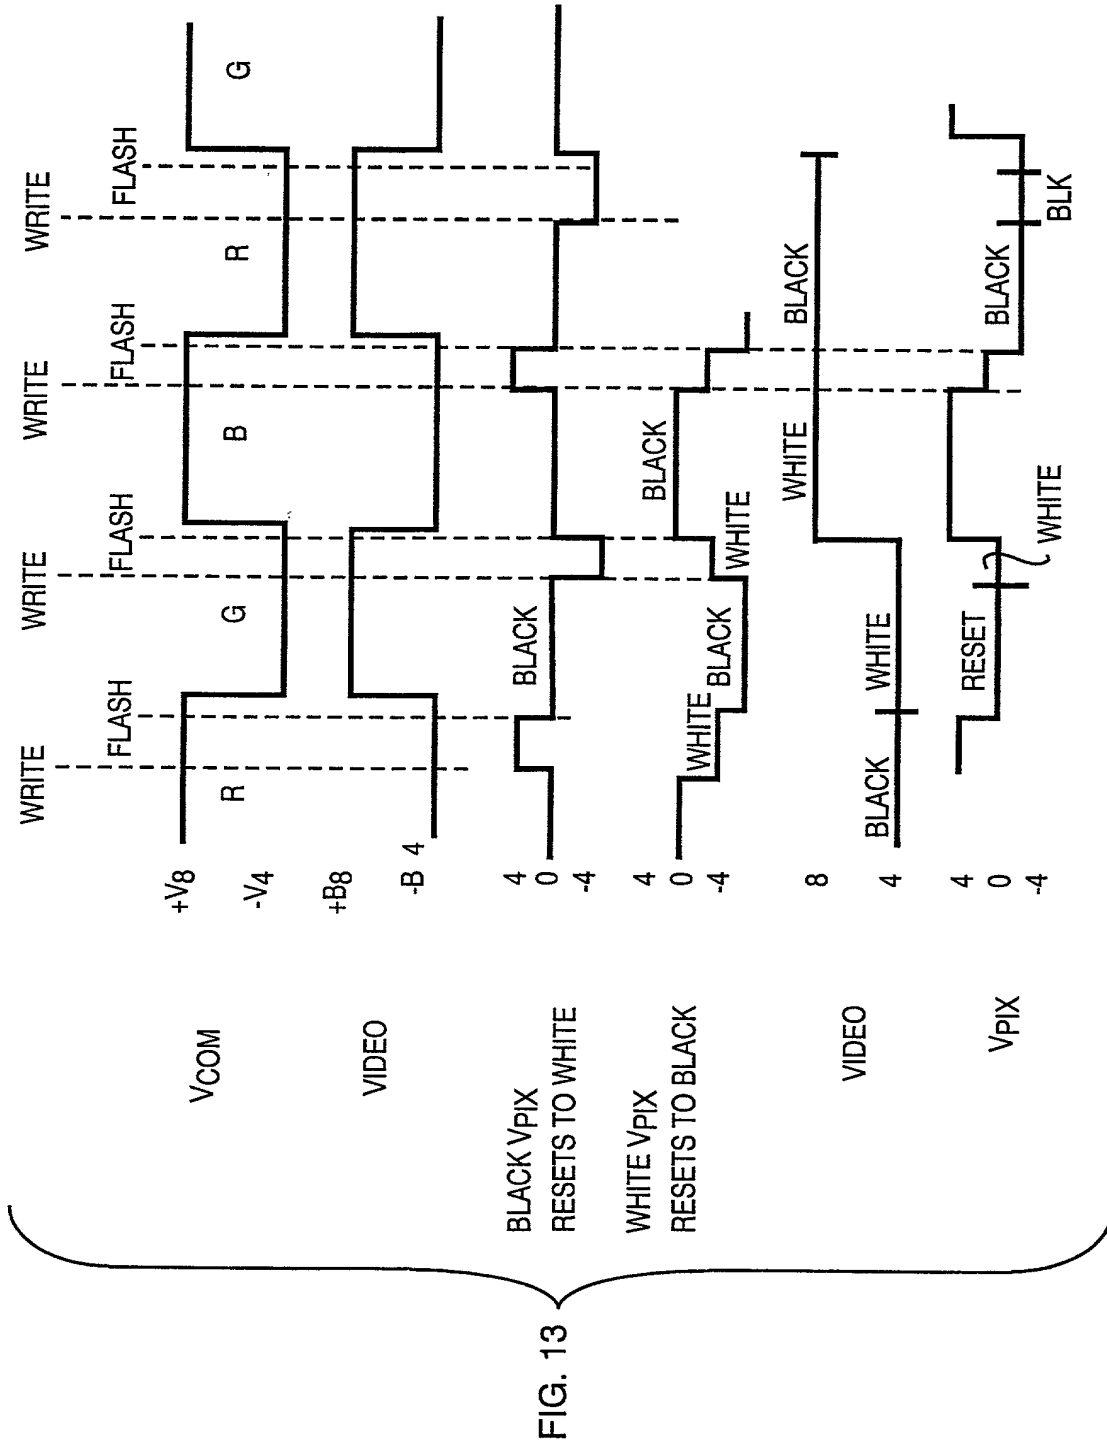 WRITE WRITE WRITE WRITE
FLASH FLASH FLASH FLASH
VCOM
+V8
-V4
R G B R G
VIDEO
+B8
-B 4
BLACK VPIX
RESETS TO WHITE
4
0
-4
BLACK
WHITE VPIX
RESETS TO BLACK
4
0
-4
WHITE
BLACK
WHITE
BLACK
VIDEO
8
4
BLACK
WHITE
WHITE
BLACK
VPIX
4
0
-4
RESET
WHITE
BLACK
BLK
FIG. 13